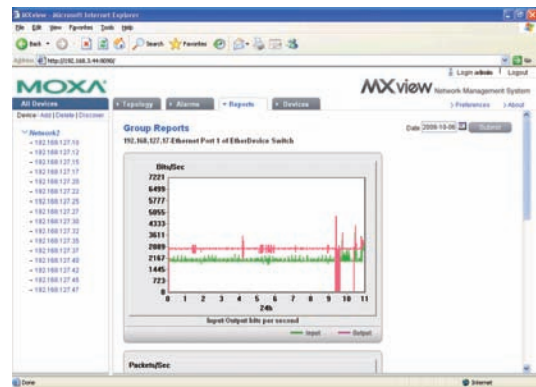 MXview - Microsoft Internet Explorer
File Edit View Favorites Tools Help
Back Search Favorites
Address http://192.168.3.44:8080/ Go
MOXA
Login admin Logout
MXview Network Management System
All Devices Topology Alarms Reports Devices Preferences About
Device: Add | Delete | Discover
Network2
192.168.127.10
192.168.127.12
192.168.127.15
192.168.127.17
192.168.127.20
192.168.127.22
192.168.127.25
192.168.127.27
192.168.127.30
192.168.127.32
192.168.127.35
192.168.127.37
192.168.127.40
192.168.127.42
192.168.127.45
192.168.127.47
Group Reports
Date 2009-10-06 Submit
192.168.127.17-Ethernet Port 1 of EtherDevice Switch
Bits/Sec
7221
6499
5777
5055
4333
3611
2889
2167
1445
723
0
0 1 2 3 4 5 6 7 8 9 10 11
24h
Input/Output bits per second
Input Output
Packets/Sec
Done Internet